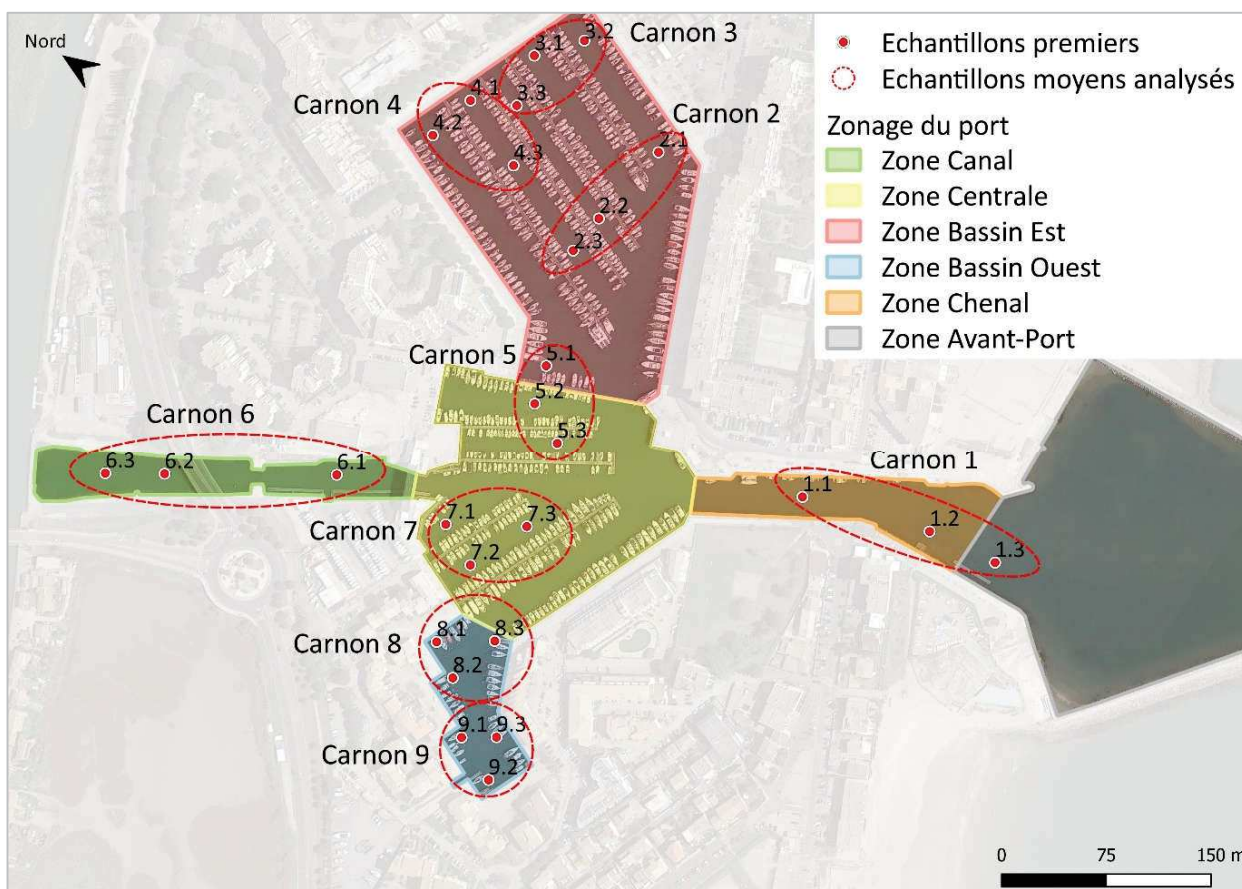 Nord
Carnon 3
3.2
3.1
3.3
Carnon 4
4.1
4.2
4.3
Carnon 2
2.1
2.2
2.3
Echantillons premiers
Echantillons moyens analysés
Zonage du port
Zone Canal
Zone Centrale
Zone Bassin Est
Zone Bassin Ouest
Zone Chenal
Zone Avant-Port
Carnon 5
5.1
5.2
5.3
Carnon 6
6.3
6.2
6.1
Carnon 1
1.1
1.2
1.3
Carnon 7
7.1
7.3
7.2
Carnon 8
8.1
8.3
8.2
Carnon 9
9.1
9.3
9.2
0 75 150 m